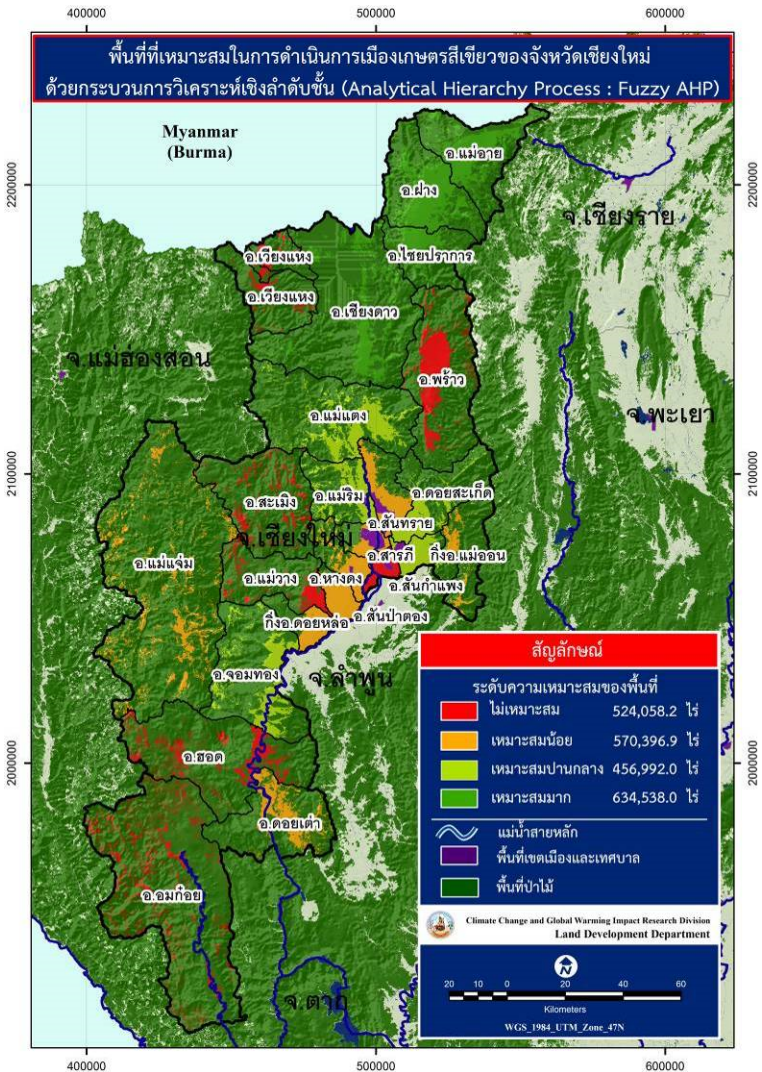 400000 500000 600000
พื้นที่ที่เหมาะสมในการดำเนินการเมืองเกษตรสีเขียวของจังหวัดเชียงใหม่
ด้วยกระบวนการวิเคราะห์เชิงลำดับชั้น (Analytical Hierarchy Process : Fuzzy AHP)
Myanmar
(Burma)
อ.แม่อาย
2200000 2200000
อ.ฝาง
จ.เชียงราย
อ.เวียงแหง
อ.ไชยปราการ
อ.เวียงแหง
อ.เชียงดาว
จ.แม่ฮ่องสอน
อ.พร้าว
อ.แม่แตง
จ.พะเยา
2100000 2100000
อ.แม่ริม
อ.ดอยสะเก็ด
อ.สะเมิง
อ.สันทราย
จ.เชียงใหม่
อ.สารภี
กิ่งอ.แม่ออน
อ.แม่แจ่ม
อ.แม่วาง
อ.หางดง
อ.สันกำแพง
อ.สันป่าตอง
กิ่งอ.ดอยหล่อ
อ.จอมทอง
จ.ลำพูน
สัญลักษณ์
ระดับความเหมาะสมของพื้นที่
ไม่เหมาะสม 524,058.2 ไร่
เหมาะสมน้อย 570,396.9 ไร่
เหมาะสมปานกลาง 456,992.0 ไร่
เหมาะสมมาก 634,538.0 ไร่
แม่น้ำสายหลัก
พื้นที่เขตเมืองและเทศบาล
พื้นที่ป่าไม้
2000000 2000000
อ.ฮอด
อ.ดอยเต่า
อ.อมก๋อย
จ.ตาก
Climate Change and Global Warming Impact Research Division
Land Development Department
N
20 10 0 20 40 60
Kilometers
WGS_1984_UTM_Zone_47N
400000 500000 600000